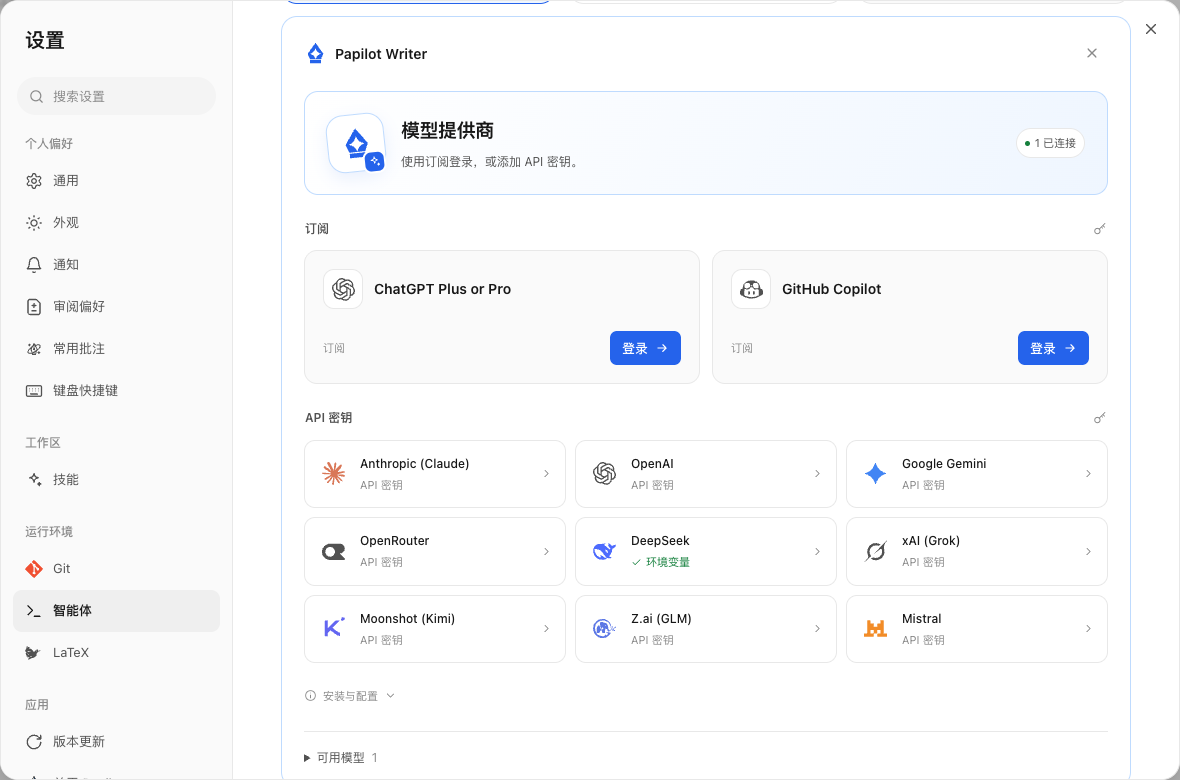 设置
搜索设置
个人偏好
通用
外观
通知
审阅偏好
常用批注
键盘快捷键
工作区
技能
运行环境
Git
智能体
LaTeX
应用
版本更新
Papilot Writer
模型提供商
使用订阅登录，或添加 API 密钥。
1 已连接
订阅
ChatGPT Plus or Pro
订阅
登录
GitHub Copilot
订阅
登录
API 密钥
Anthropic (Claude)
API 密钥
OpenAI
API 密钥
Google Gemini
API 密钥
OpenRouter
API 密钥
DeepSeek
环境变量
xAI (Grok)
API 密钥
Moonshot (Kimi)
API 密钥
Z.ai (GLM)
API 密钥
Mistral
API 密钥
安装与配置
可用模型 1